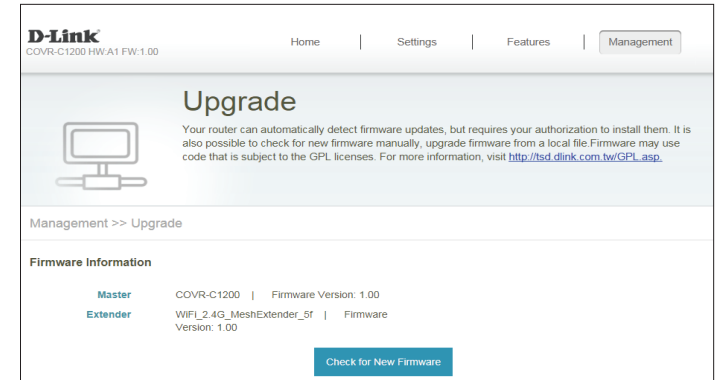 D-Link
COVR-C1200 HW:A1 FW:1.00
Home | Settings | Features | Management
Upgrade
Your router can automatically detect firmware updates, but requires your authorization to install them. It is
also possible to check for new firmware manually, upgrade firmware from a local file.Firmware may use
code that is subject to the GPL licenses. For more information, visit http://tsd.dlink.com.tw/GPL.asp.
Management >> Upgrade
Firmware Information
Master COVR-C1200 | Firmware Version: 1.00
Extender WiFi_2.4G_MeshExtender_5f | Firmware
Version: 1.00
Check for New Firmware